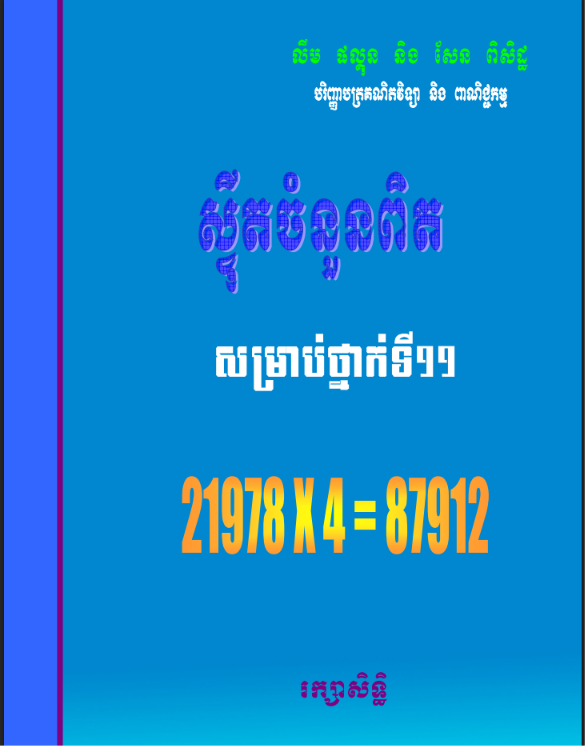 លឹម ផល្គុន និង សែន ពិសិដ្ឋ
បរិញ្ញាបត្រគណិតវិទ្យា និង ពាណិជ្ជកម្ម
ស្វ៊ីតចំនួនពិត
សម្រាប់ថ្នាក់ទី១១
21978 X 4 = 87912
រក្សាសិទ្ធិ